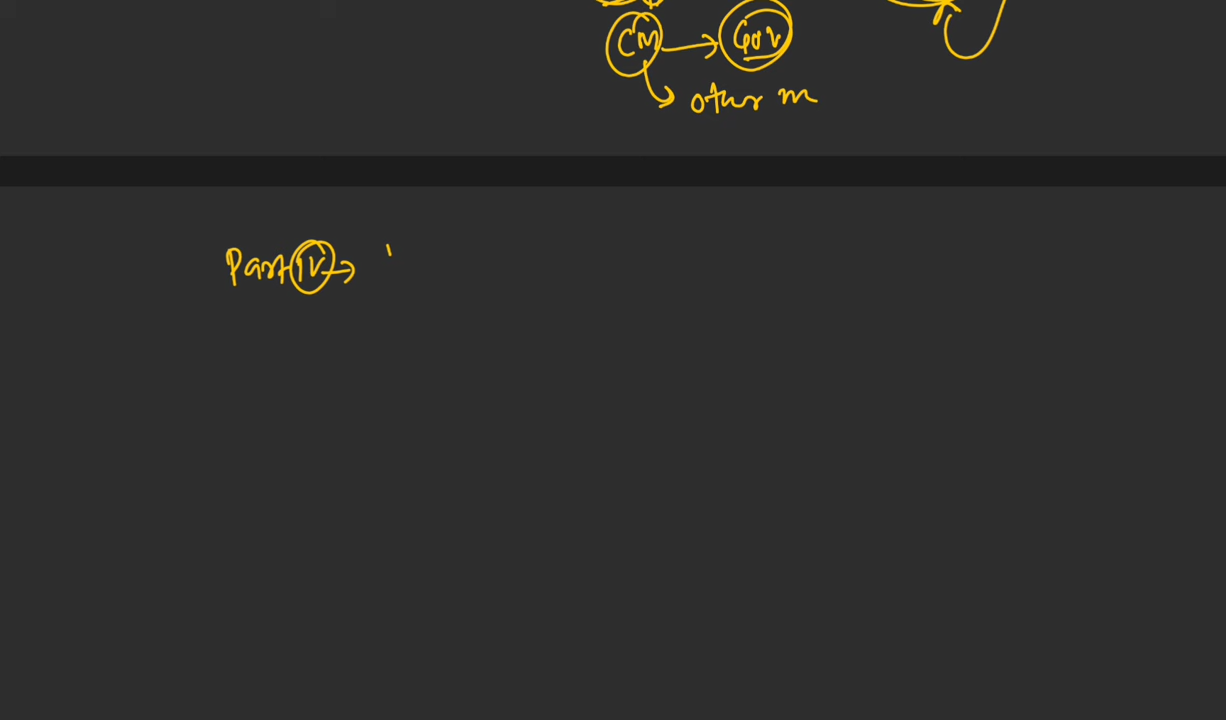 CM → Gov
↳ other m
Part IV → '